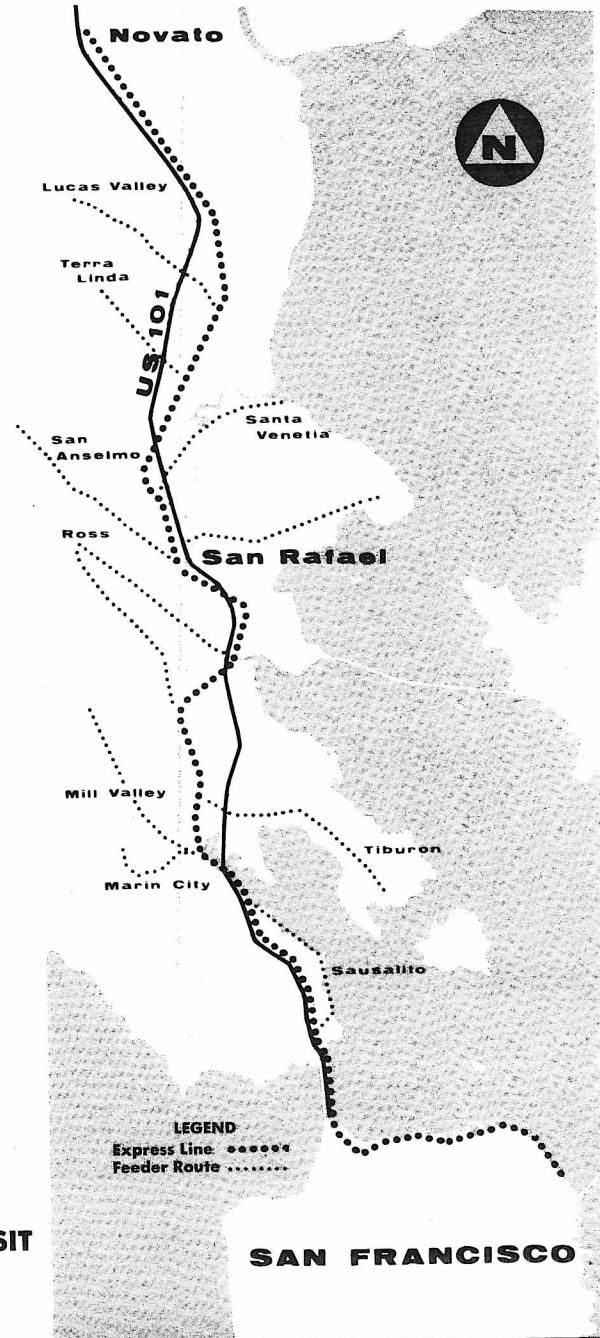 Novato
N
Lucas Valley
Terra
Linda
US 101
Santa
Venetia
San
Anselmo
Ross
San Rafael
Mill Valley
Tiburon
Marin City
Sausalito
LEGEND
Express Line
Feeder Route
SIT
SAN FRANCISCO